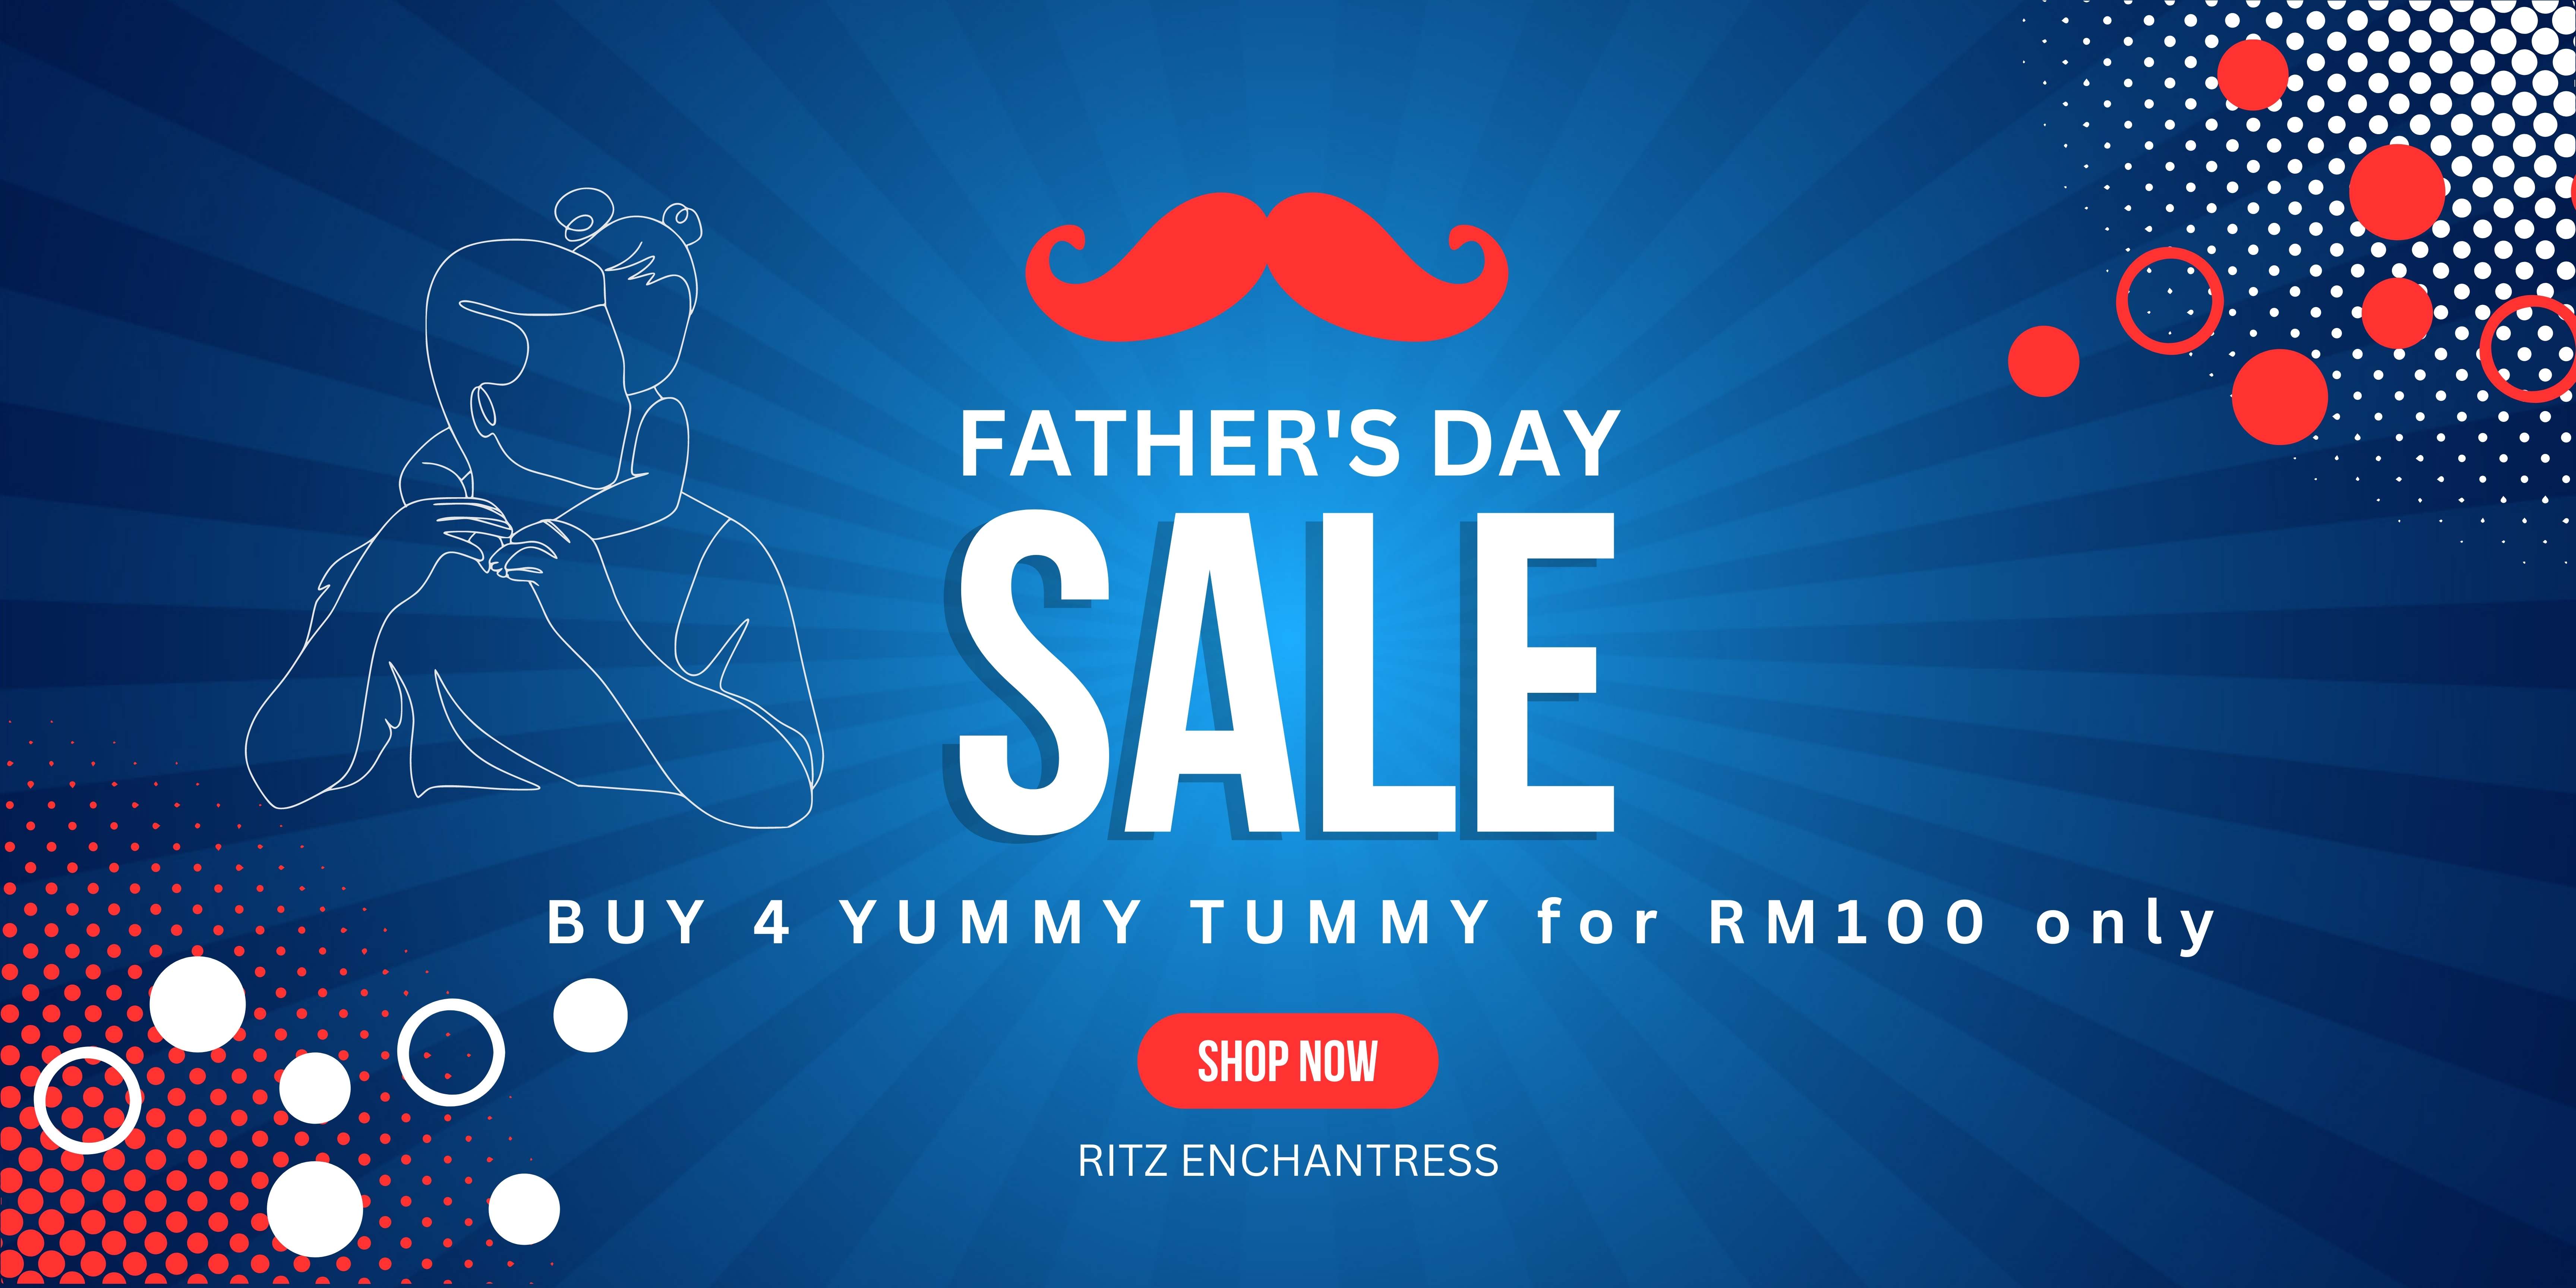 FATHER'S DAY
SALE
BUY 4 YUMMY TUMMY for RM100 only
SHOP NOW
RITZ ENCHANTRESS